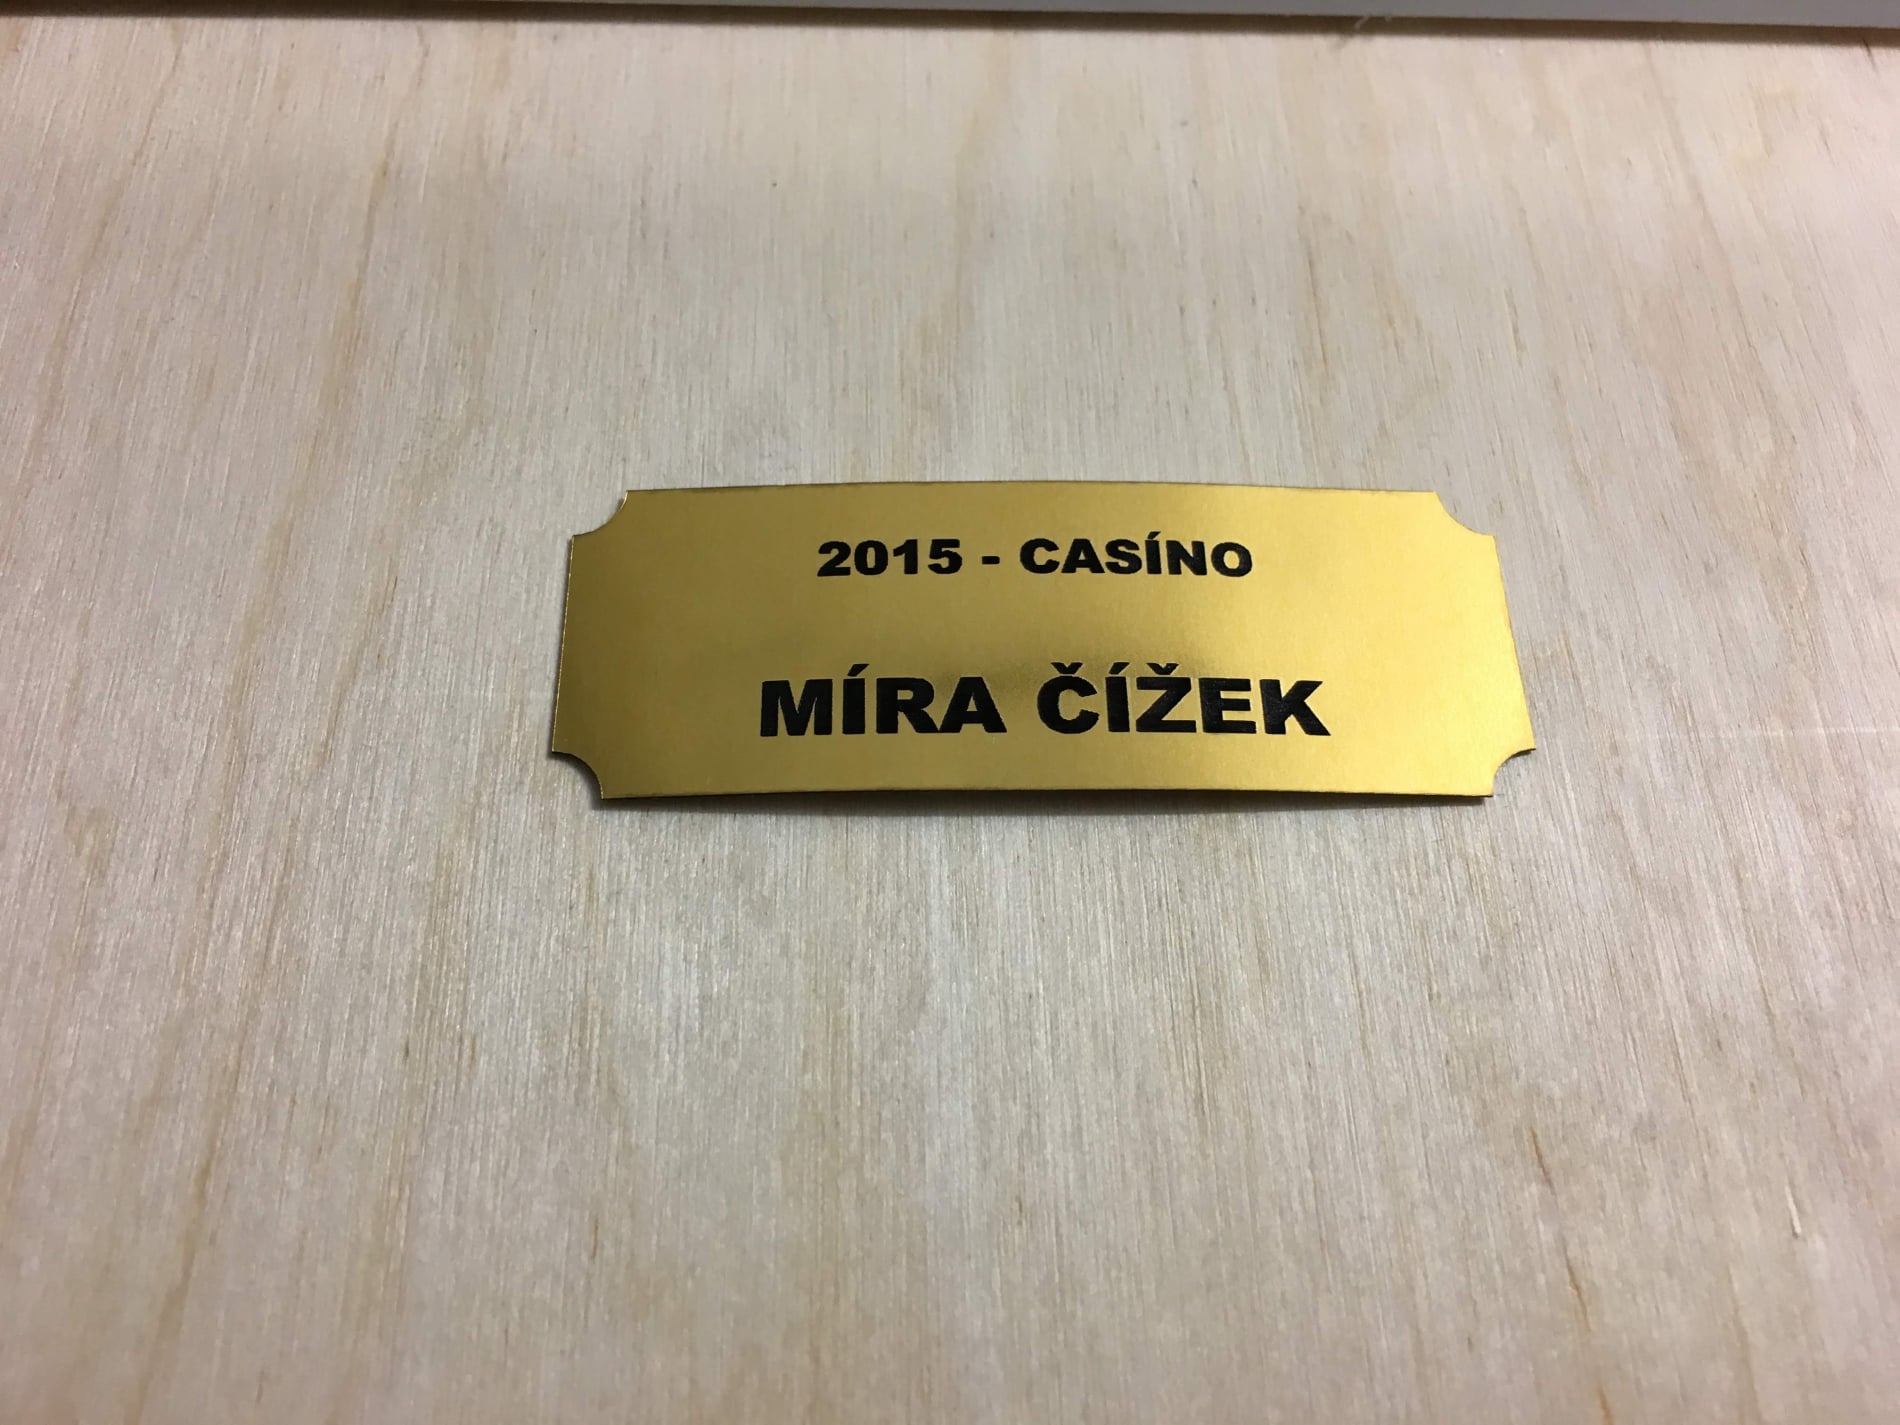 2015 - CASÍNO
MÍRA ČÍŽEK